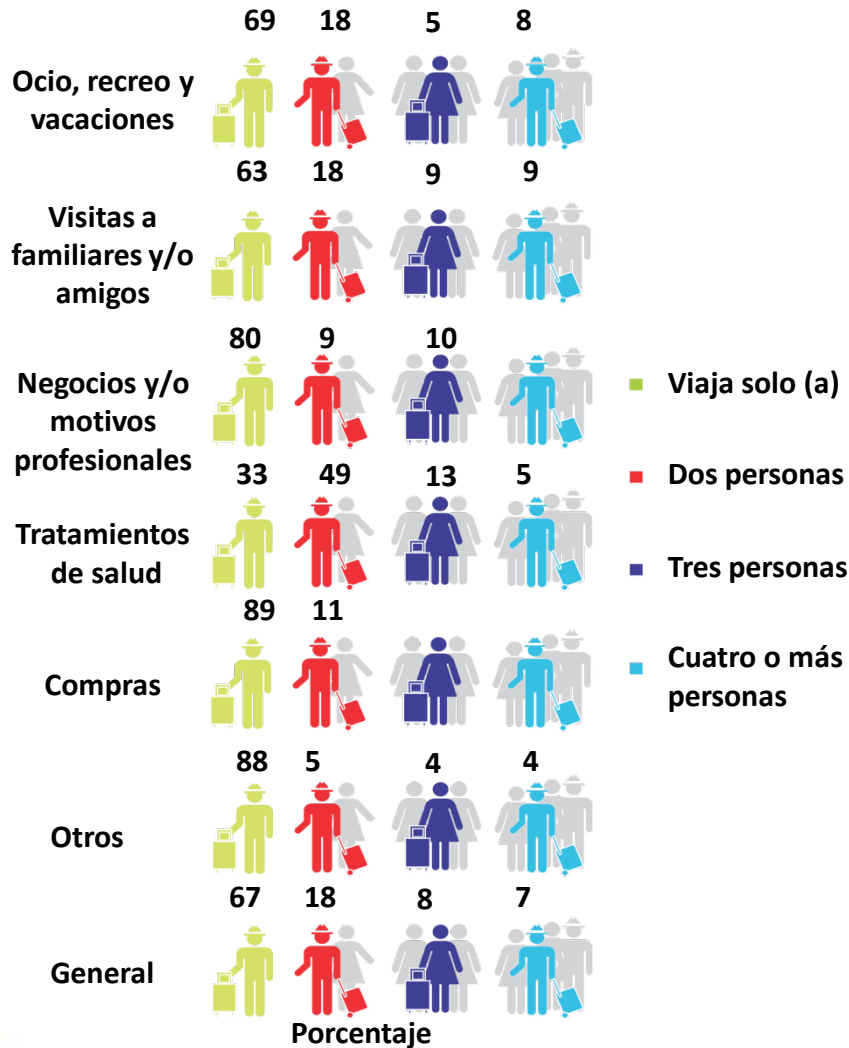 69 18 5 8
Ocio, recreo y
vacaciones
63 18 9 9
Visitas a
familiares y/o
amigos
80 9 10
Negocios y/o
motivos
profesionales
33 49 13 5
Tratamientos
de salud
89 11
Compras
88 5 4 4
Otros
67 18 8 7
General
Porcentaje
Viaja solo (a)
Dos personas
Tres personas
Cuatro o más
personas